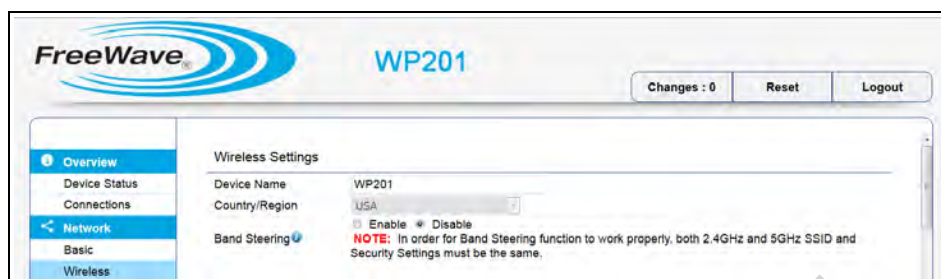 FreeWave®
WP201
Changes : 0 Reset Logout
Overview
Device Status
Connections
Network
Basic
Wireless
Wireless Settings
Device Name WP201
Country/Region USA
Band Steering Enable Disable
NOTE: In order for Band Steering function to work properly, both 2.4GHz and 5GHz SSID and
Security Settings must be the same.